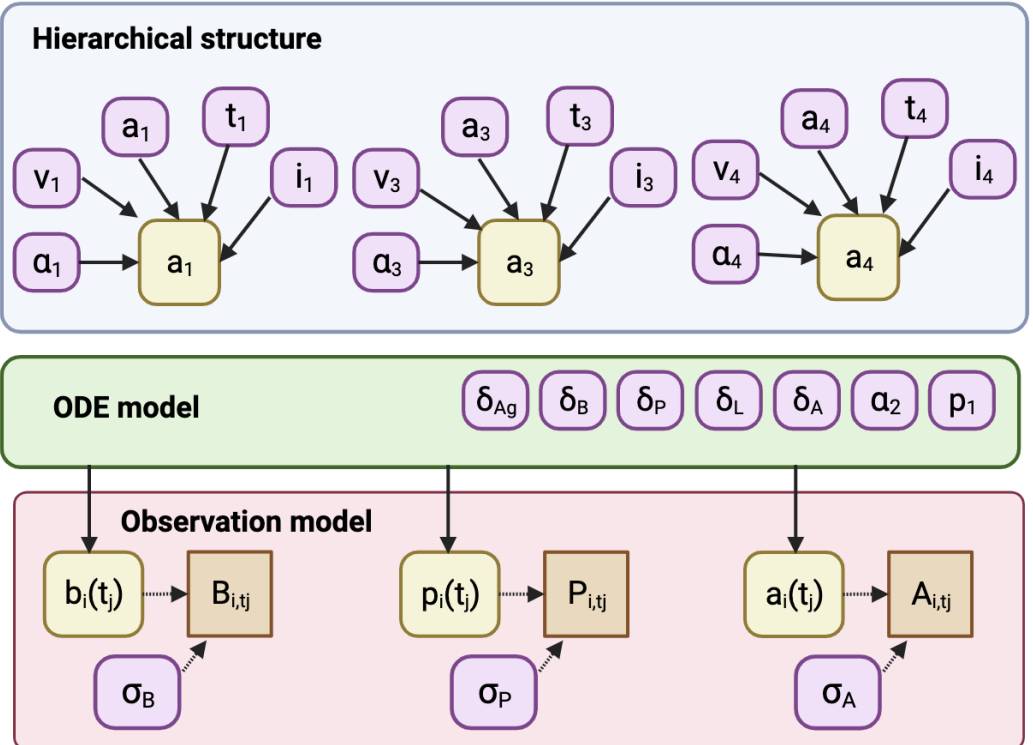 Hierarchical structure
v₁ a₁ t₁ i₁
α₁ a₁
v₃ a₃ t₃ i₃
α₃ a₃
v₄ a₄ t₄ i₄
α₄ a₄
ODE model
δAg δB δP δL δA α₂ p₁
Observation model
bᵢ(tⱼ) Bi,tj pᵢ(tⱼ) Pi,tj aᵢ(tⱼ) Ai,tj
σB σP σA